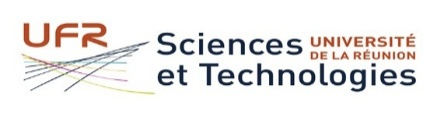 UFR
Sciences UNIVERSITÉ
DE LA RÉUNION
et Technologies